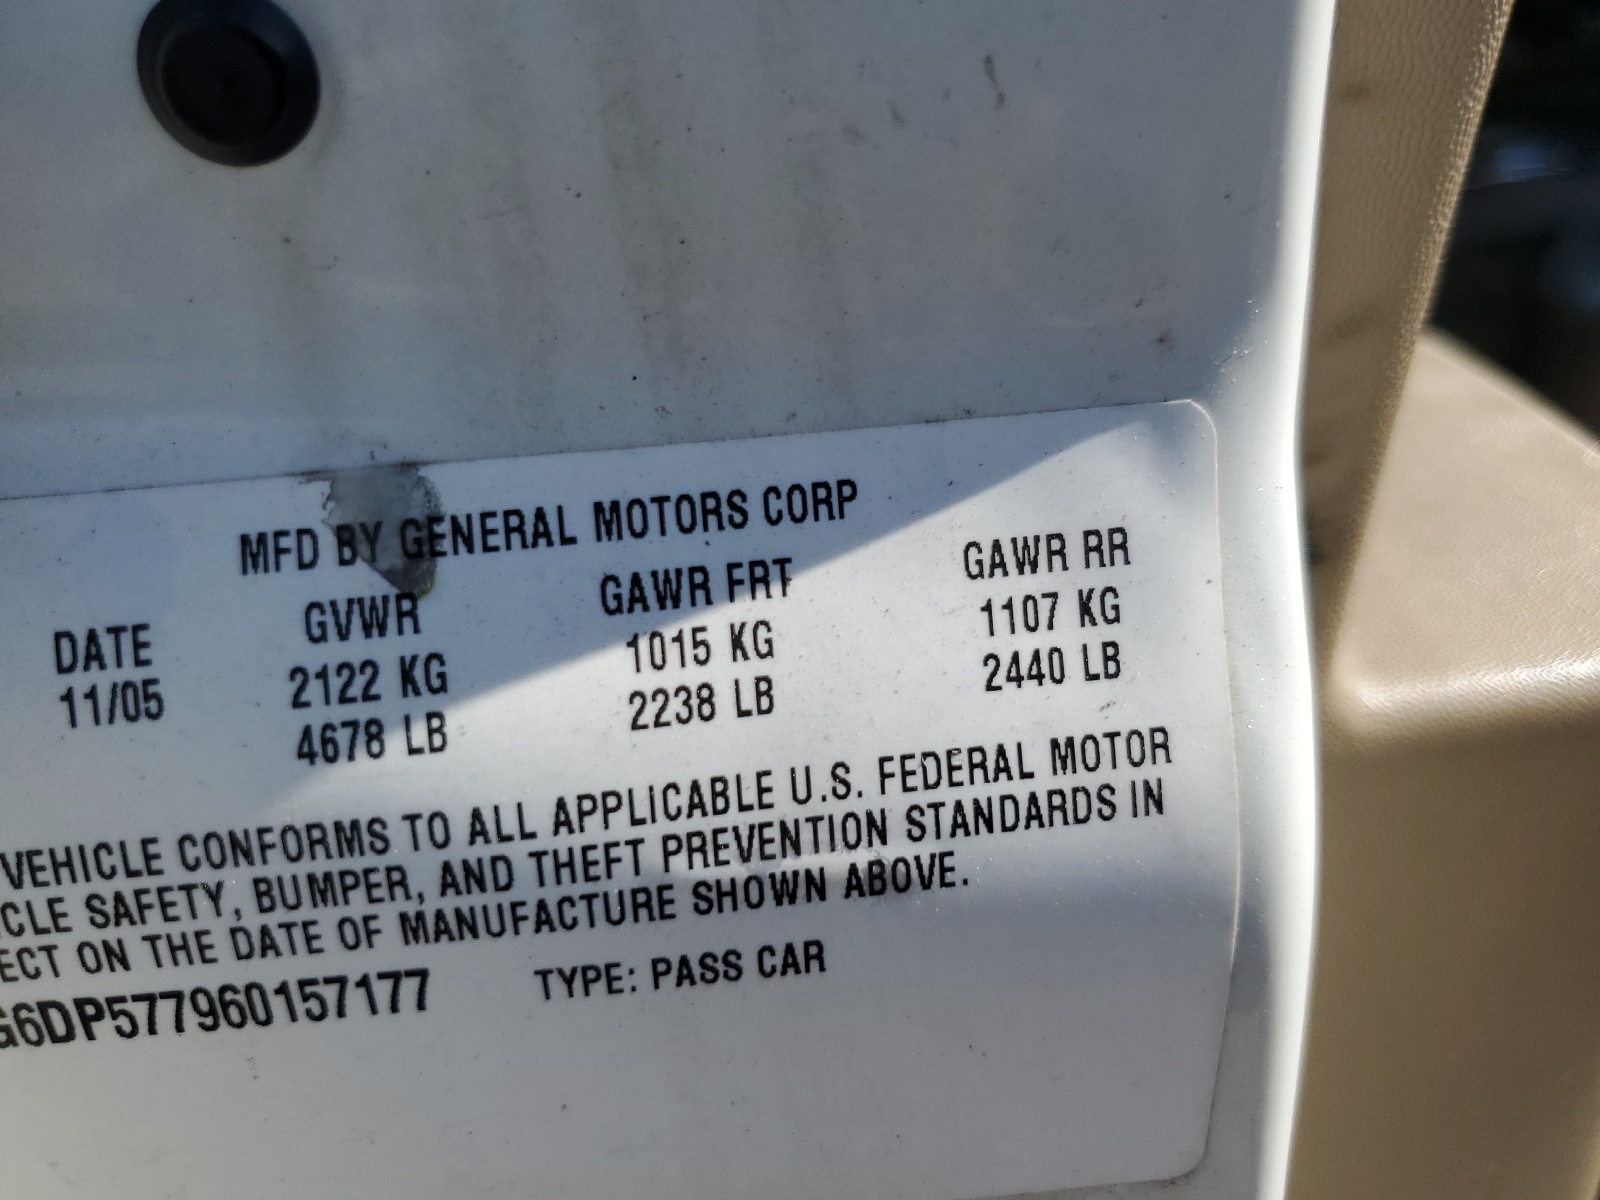 MFD BY GENERAL MOTORS CORP
DATE GVWR GAWR FRT GAWR RR
11/05 2122 KG 1015 KG 1107 KG
4678 LB 2238 LB 2440 LB
VEHICLE CONFORMS TO ALL APPLICABLE U.S. FEDERAL MOTOR
CLE SAFETY, BUMPER, AND THEFT PREVENTION STANDARDS IN
ECT ON THE DATE OF MANUFACTURE SHOWN ABOVE.
G6DP577960157177 TYPE: PASS CAR